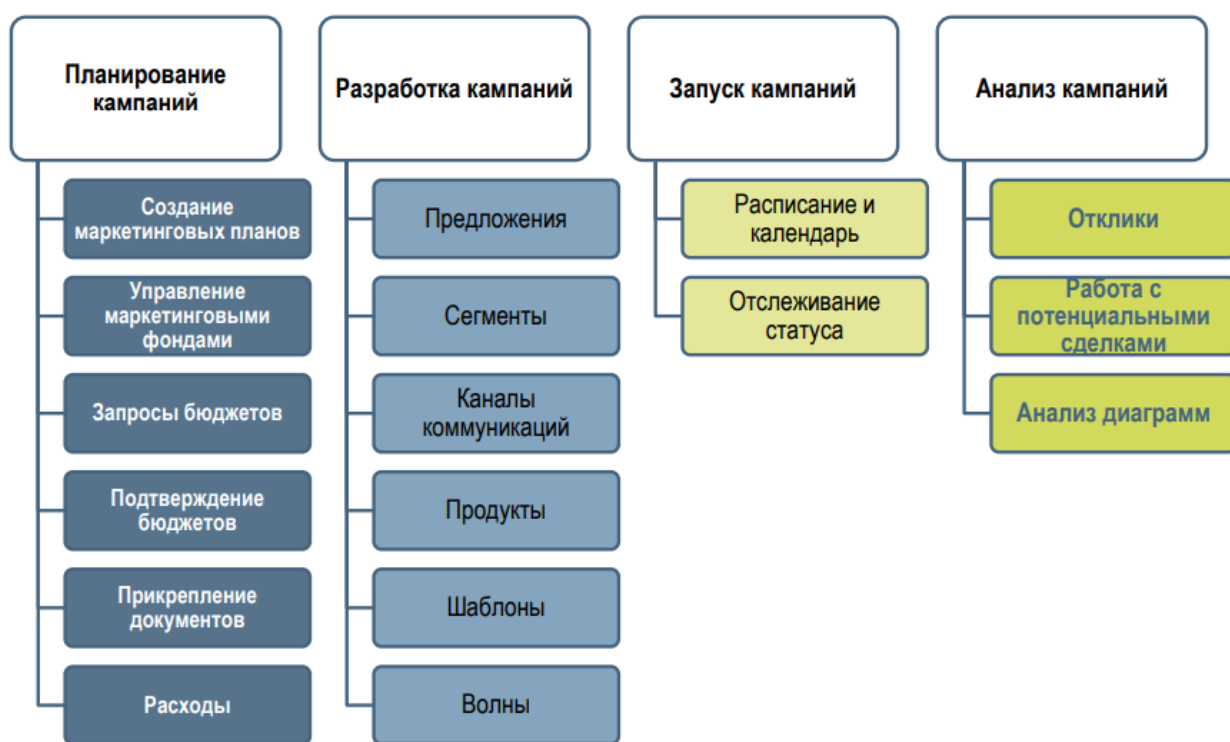 Планирование
кампаний
Создание
маркетинговых планов
Управление
маркетинговыми
фондами
Запросы бюджетов
Подтверждение
бюджетов
Прикрепление
документов
Расходы
Разработка кампаний
Предложения
Сегменты
Каналы
коммуникаций
Продукты
Шаблоны
Волны
Запуск кампаний
Расписание и
календарь
Отслеживание
статуса
Анализ кампаний
Отклики
Работа с
потенциальными
сделками
Анализ диаграмм